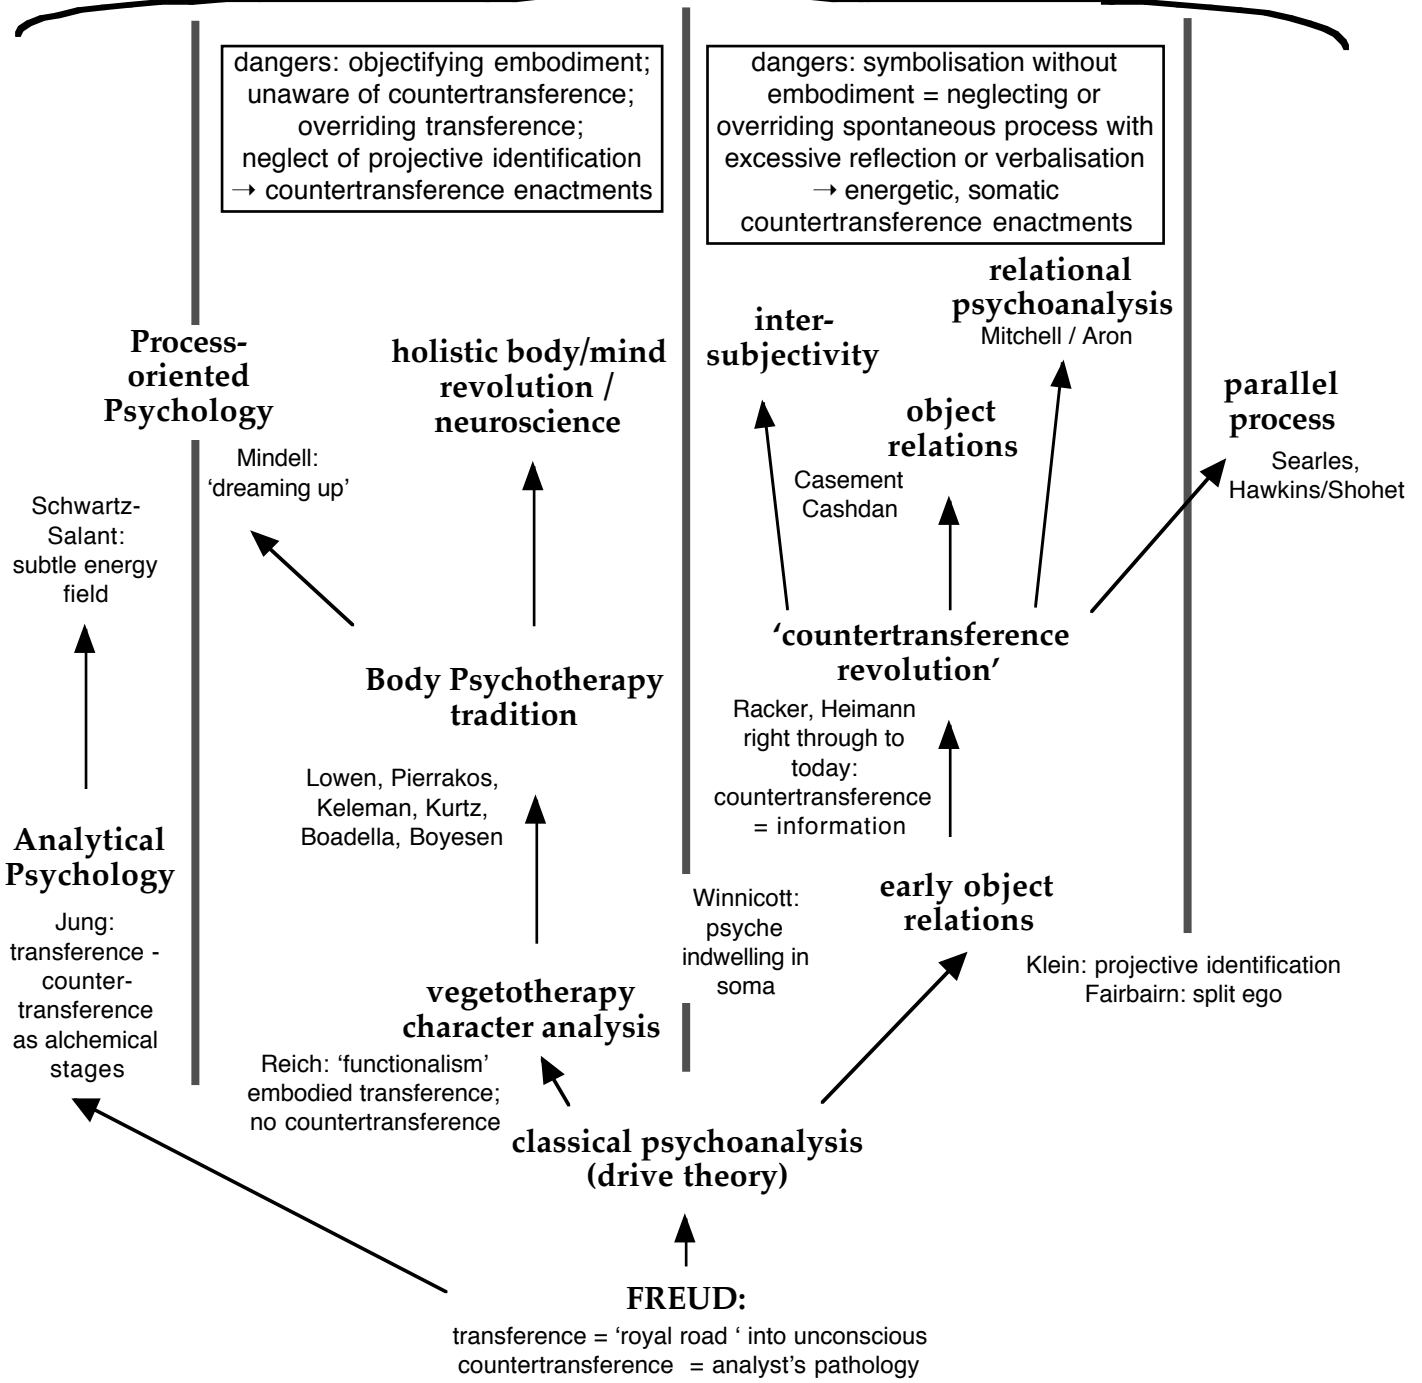 dangers: objectifying embodiment;
unaware of countertransference;
overriding transference;
neglect of projective identification
→ countertransference enactments
dangers: symbolisation without
embodiment = neglecting or
overriding spontaneous process with
excessive reflection or verbalisation
→ energetic, somatic
countertransference enactments
Process-
oriented
Psychology
Mindell:
‘dreaming up’
holistic body/mind
revolution /
neuroscience
inter-
subjectivity
relational
psychoanalysis
Mitchell / Aron
object
relations
Casement
Cashdan
parallel
process
Searles,
Hawkins/Shohet
Schwartz-
Salant:
subtle energy
field
Body Psychotherapy
tradition
Lowen, Pierrakos,
Keleman, Kurtz,
Boadella, Boyesen
‘countertransference
revolution’
Racker, Heimann
right through to
today:
countertransference
= information
Analytical
Psychology
Jung:
transference -
counter-
transference
as alchemical
stages
vegetotherapy
character analysis
Reich: ‘functionalism’
embodied transference;
no countertransference
Winnicott:
psyche
indwelling in
soma
early object
relations
Klein: projective identification
Fairbairn: split ego
classical psychoanalysis
(drive theory)
FREUD:
transference = ‘royal road ‘ into unconscious
countertransference = analyst’s pathology